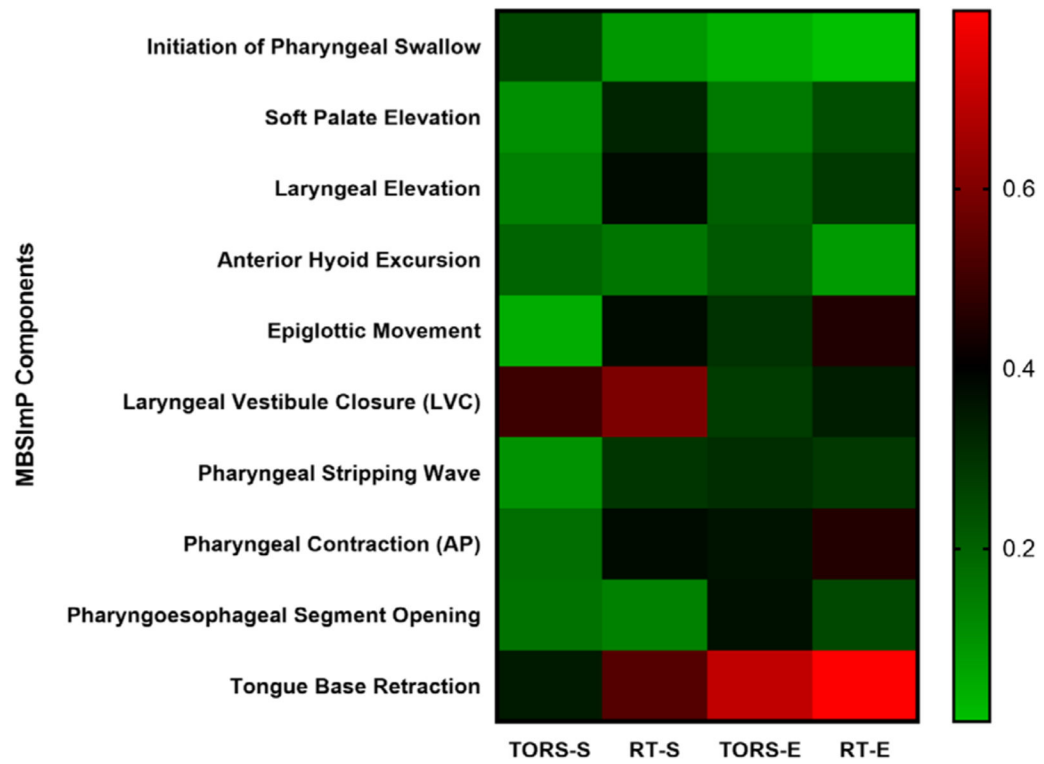 MBSImP Components
Initiation of Pharyngeal Swallow
Soft Palate Elevation
Laryngeal Elevation
Anterior Hyoid Excursion
Epiglottic Movement
Laryngeal Vestibule Closure (LVC)
Pharyngeal Stripping Wave
Pharyngeal Contraction (AP)
Pharyngoesophageal Segment Opening
Tongue Base Retraction
TORS-S RT-S TORS-E RT-E
0.6
0.4
0.2